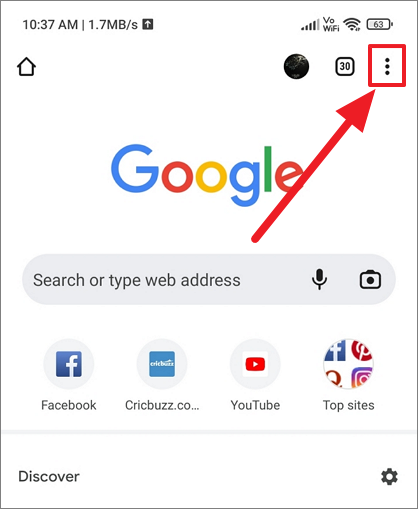 10:37 AM | 1.7MB/s
Vo
WiFi
63
30
Google
Search or type web address
cricbuzz
Facebook
Cricbuzz.co...
YouTube
Top sites
Discover